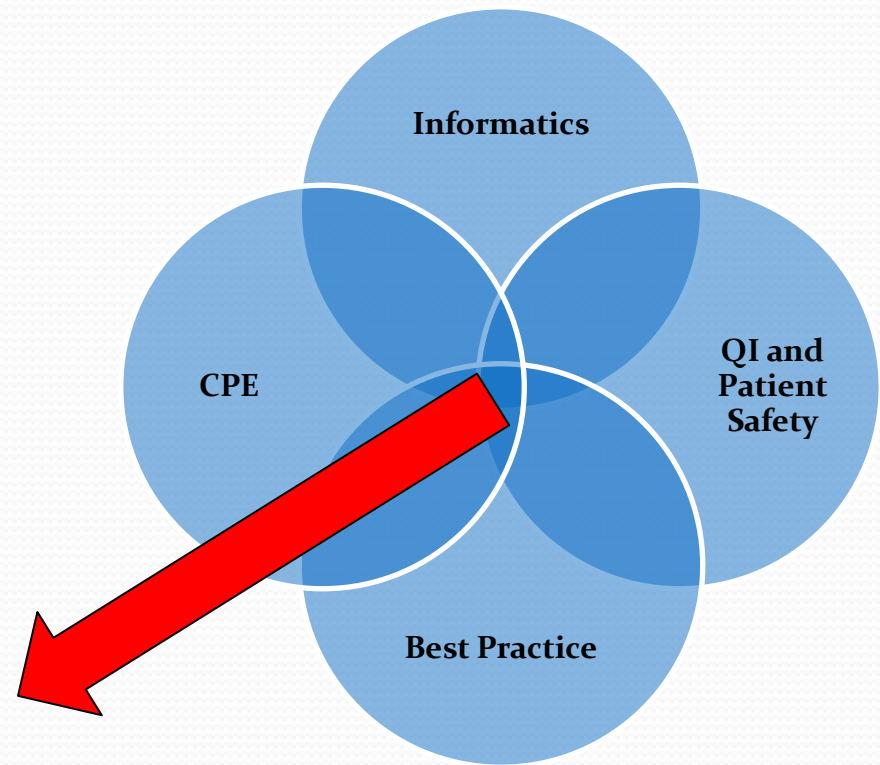 Informatics
CPE
QI and
Patient
Safety
Best Practice